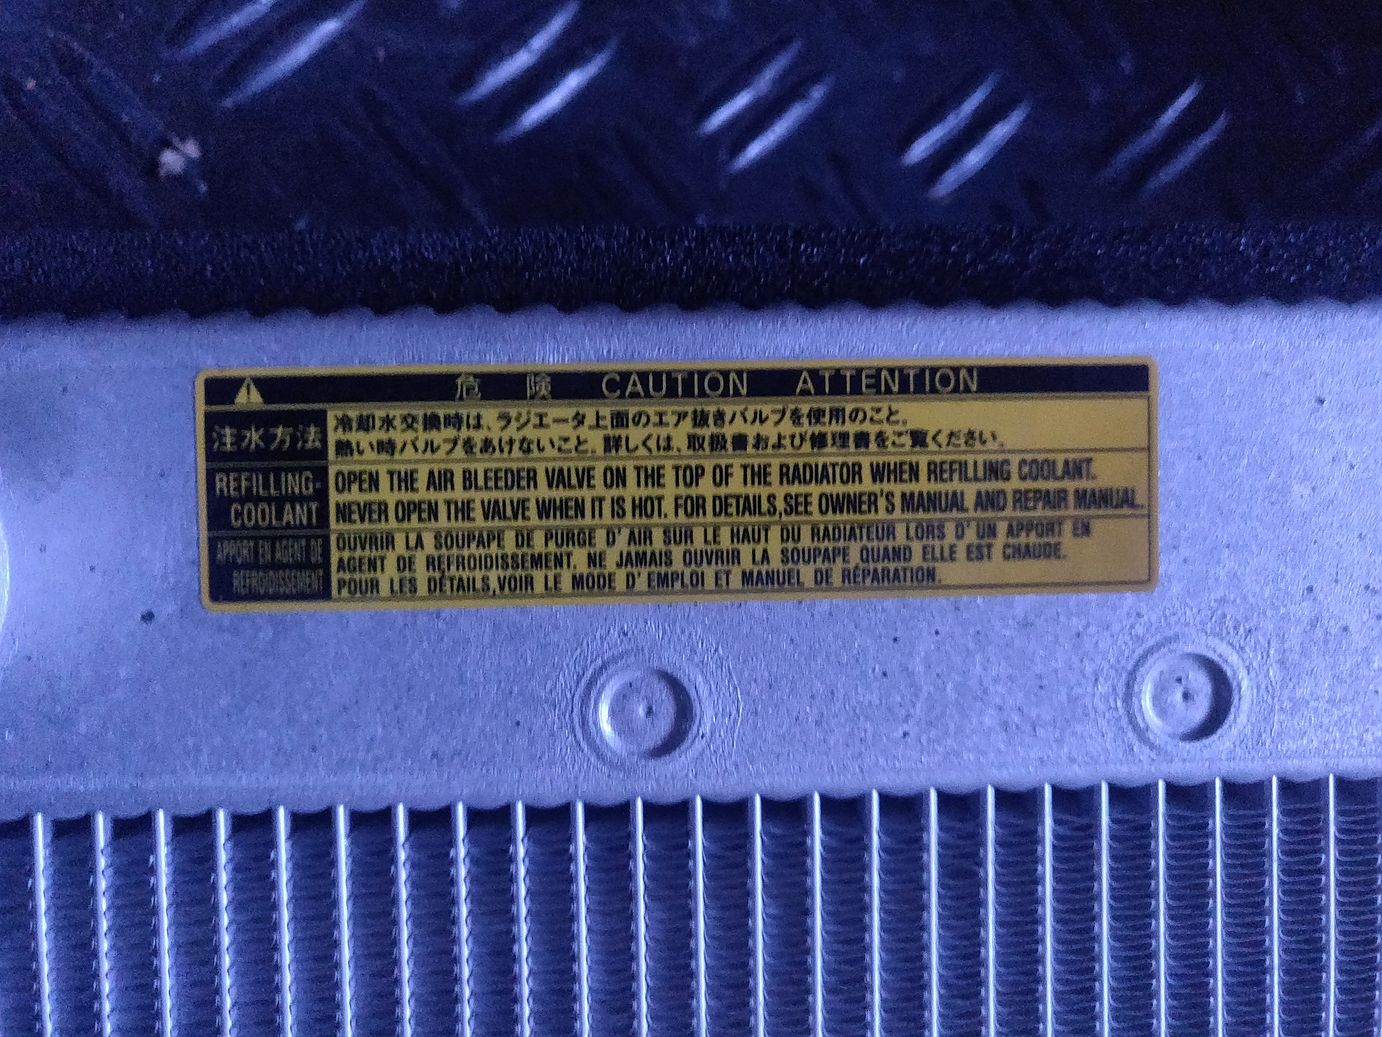 危 険 CAUTION ATTENTION
注水方法
冷却水交換時は、ラジエータ上面のエア抜きバルブを使用のこと。
熱い時バルブをあけないこと。詳しくは、取扱書および修理書をご覧ください。
REFILLING-
COOLANT
OPEN THE AIR BLEEDER VALVE ON THE TOP OF THE RADIATOR WHEN REFILLING COOLANT.
NEVER OPEN THE VALVE WHEN IT IS HOT. FOR DETAILS,SEE OWNER'S MANUAL AND REPAIR MANUAL.
APPORT EN AGENT DE
REFROIDISSEMENT
OUVRIR LA SOUPAPE DE PURGE D'AIR SUR LE HAUT DU RADIATEUR LORS D'UN APPORT EN
AGENT DE REFROIDISSEMENT. NE JAMAIS OUVRIR LA SOUPAPE QUAND ELLE EST CHAUDE.
POUR LES DÉTAILS,VOIR LE MODE D'EMPLOI ET MANUEL DE RÉPARATION.